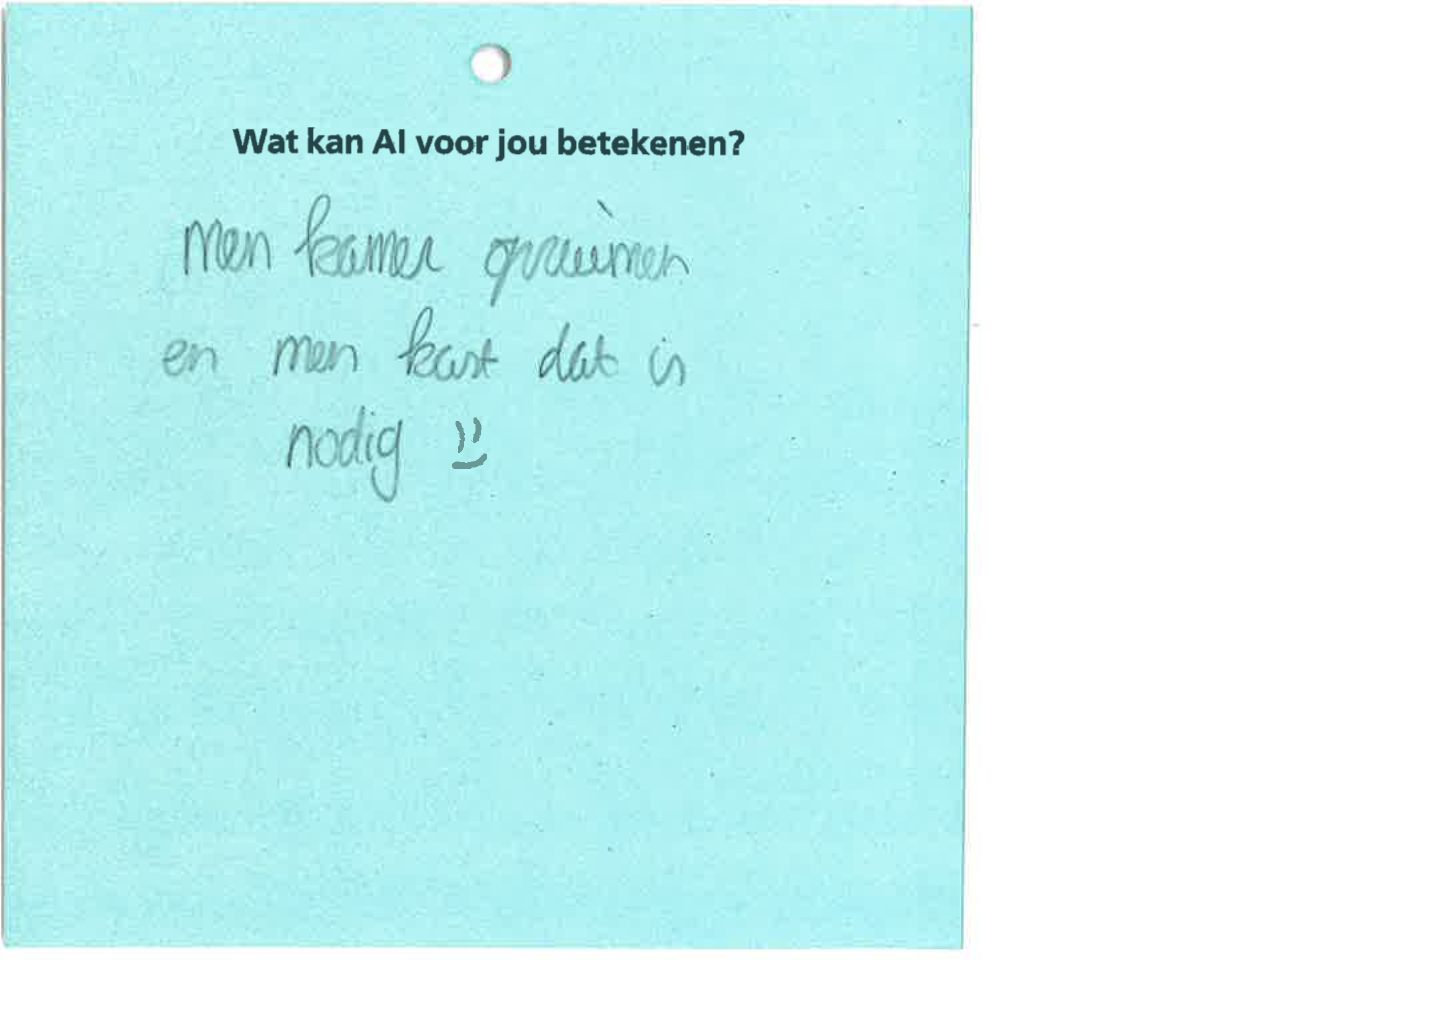 Wat kan AI voor jou betekenen?
men kamer opruimen
en men kast dat is
nodig